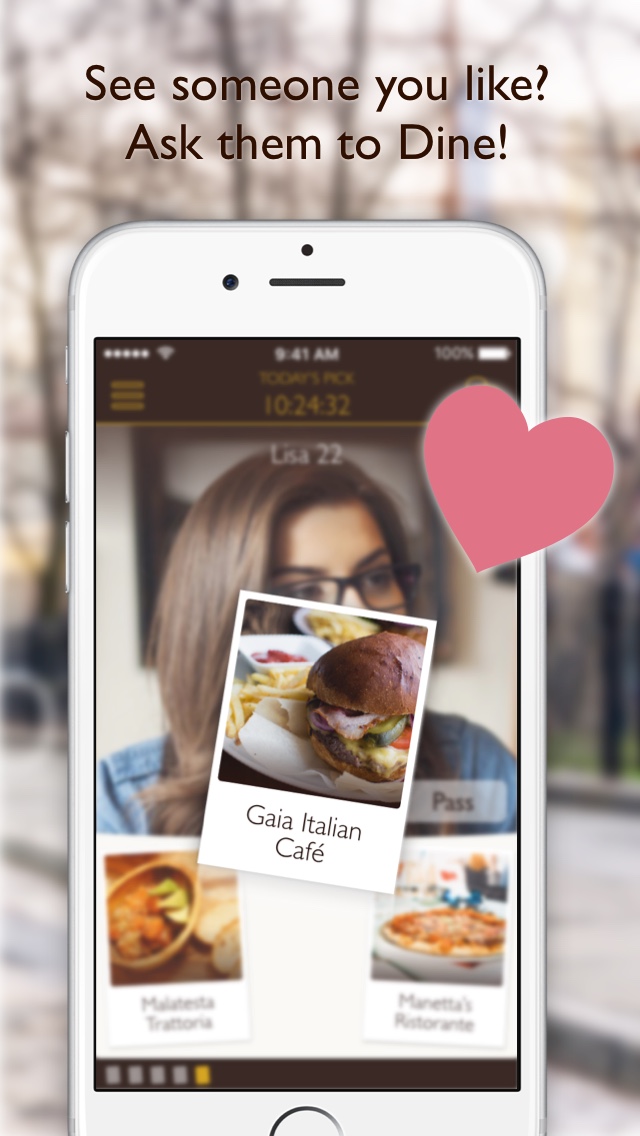 See someone you like?
Ask them to Dine!
9:41 AM
100%
TODAY'S PICK
10:24:32
Lisa 22
Pass
Gaia Italian
Café
Malatesta
Trattoria
Manetta's
Ristorante